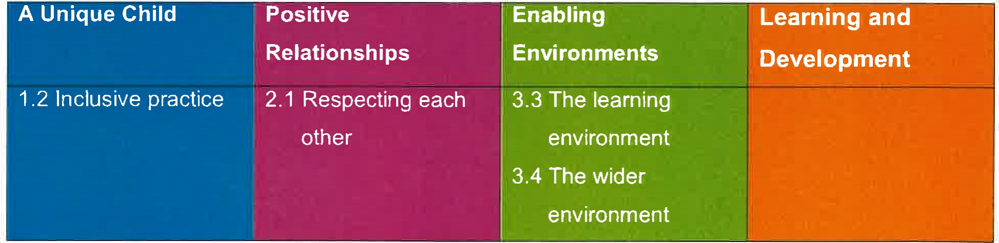 A Unique Child
Positive
Relationships
Enabling
Environments
Learning and
Development
1.2 Inclusive practice
2.1 Respecting each
other
3.3 The learning
environment
3.4 The wider
environment